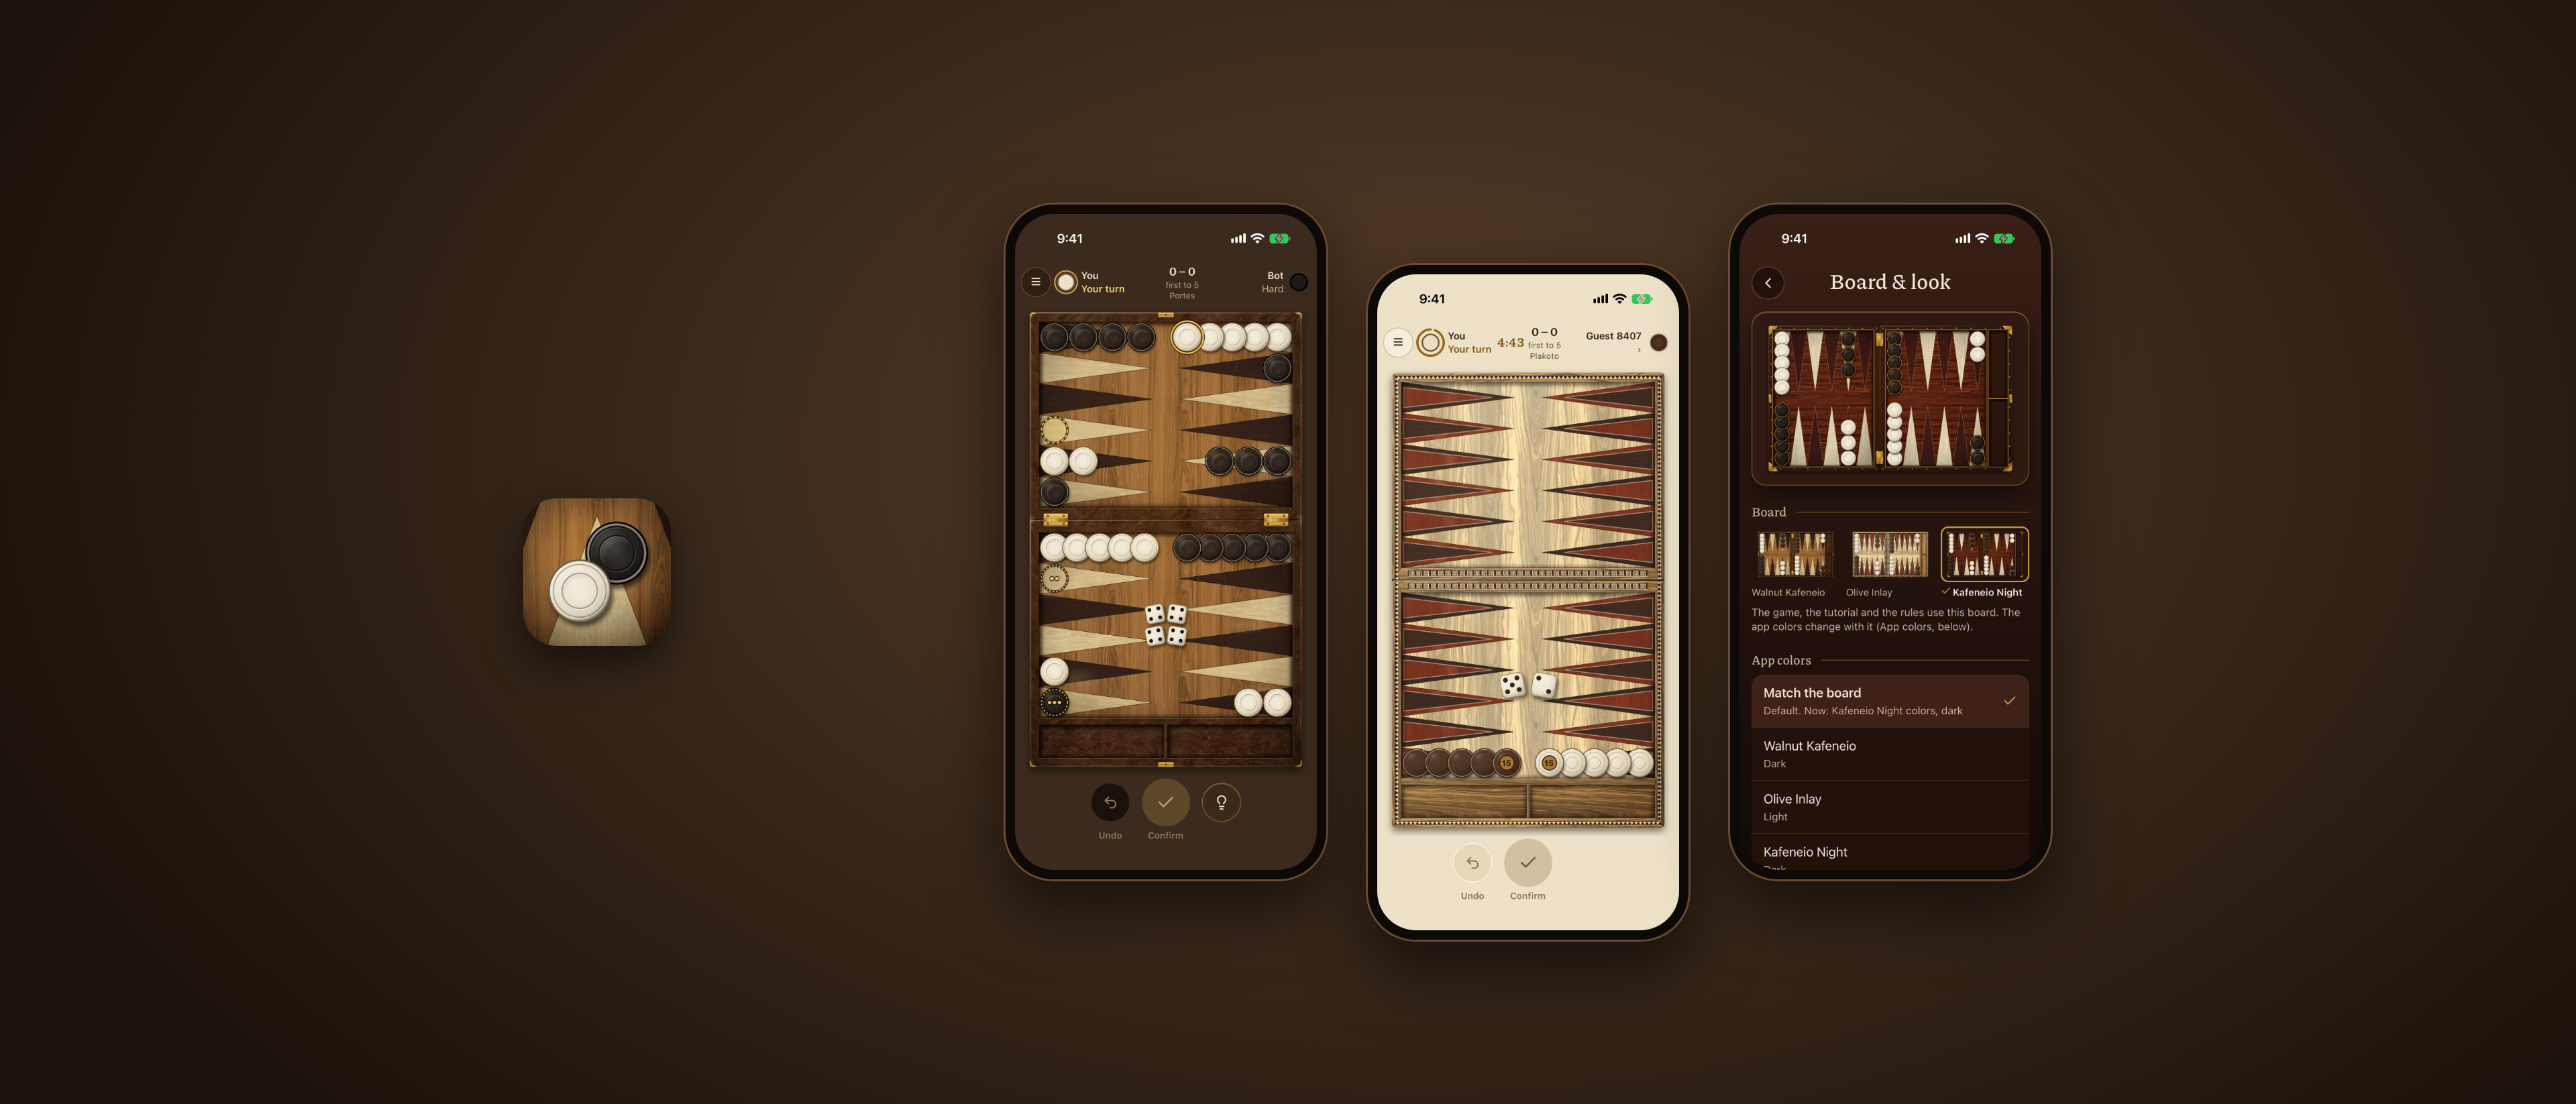 9:41
You
Your turn
0 – 0
first to 5
Portes
Bot
Hard
Undo
Confirm
9:41
You
Your turn
4:43
0 – 0
first to 5
Plakoto
Guest 8407
15
15
Undo
Confirm
9:41
Board & look
Board
Walnut Kafeneio
Olive Inlay
Kafeneio Night
The game, the tutorial and the rules use this board. The
app colors change with it (App colors, below).
App colors
Match the board
Default. Now: Kafeneio Night colors, dark
Walnut Kafeneio
Dark
Olive Inlay
Light
Kafeneio Night
Dark